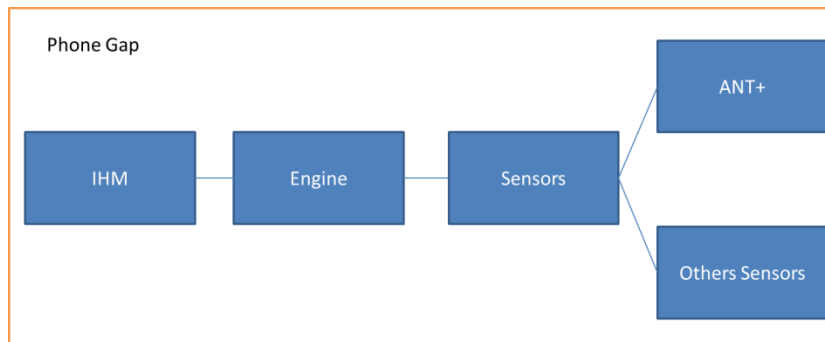 Phone Gap
IHM
Engine
Sensors
ANT+
Others Sensors